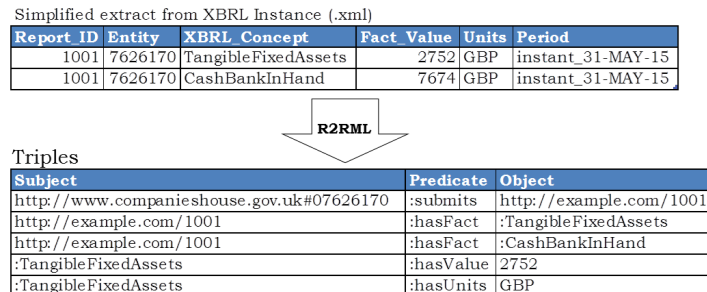 Simplified extract from XBRL Instance (.xml)
Report_ID Entity XBRL_Concept Fact_Value Units Period
1001 7626170 TangibleFixedAssets 2752 GBP instant_31-MAY-15
1001 7626170 CashBankInHand 7674 GBP instant_31-MAY-15
R2RML
Triples
Subject Predicate Object
http://www.companieshouse.gov.uk#07626170 :submits http://example.com/1001
http://example.com/1001 :hasFact :TangibleFixedAssets
http://example.com/1001 :hasFact :CashBankInHand
:TangibleFixedAssets :hasValue 2752
:TangibleFixedAssets :hasUnits GBP